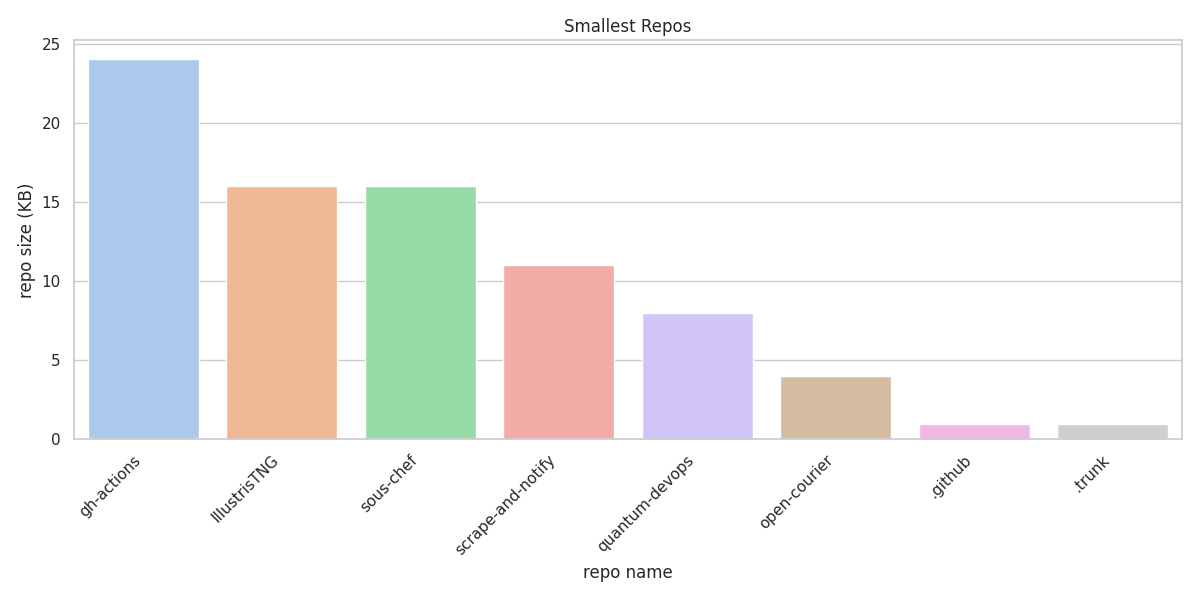 Smallest Repos
25
20
15
10
5
0
repo size (KB)
gh-actions
IllustrisTNG
sous-chef
scrape-and-notify
quantum-devops
open-courier
.github
.trunk
repo name